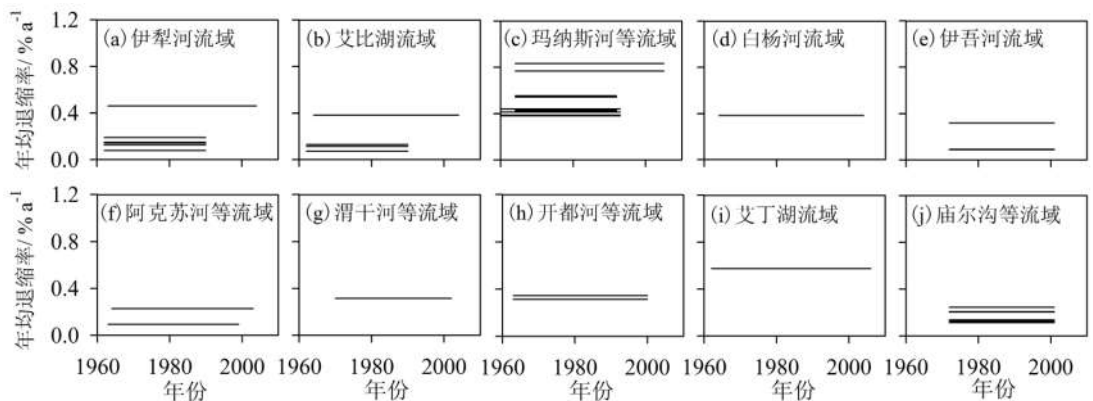 年均退缩率/% a-1
1.2
0.8
0.4
0.0
(a) 伊犁河流域
(b) 艾比湖流域
(c) 玛纳斯河等流域
(d) 白杨河流域
(e) 伊吾河流域
年均退缩率/% a-1
1.2
0.8
0.4
0.0
(f) 阿克苏河等流域
(g) 渭干河等流域
(h) 开都河等流域
(i) 艾丁湖流域
(j) 庙尔沟等流域
1960 1980 2000 1960 1980 2000 1960 1980 2000 1960 1980 2000 1960 1980 2000
年份 年份 年份 年份 年份